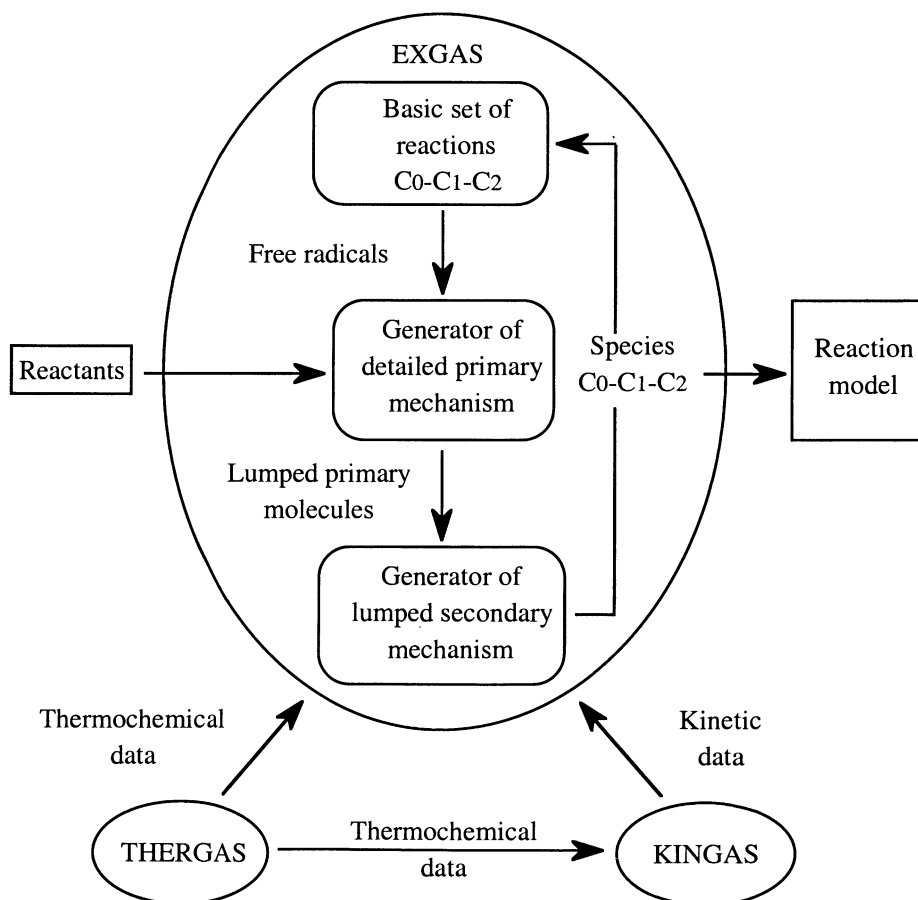 EXGAS
Basic set of
reactions
C0-C1-C2
Free radicals
Reactants
Generator of
detailed primary
mechanism
Species
C0-C1-C2
Reaction
model
Lumped primary
molecules
Generator of
lumped secondary
mechanism
Thermochemical
data
Kinetic
data
THERGAS
Thermochemical
data
KINGAS